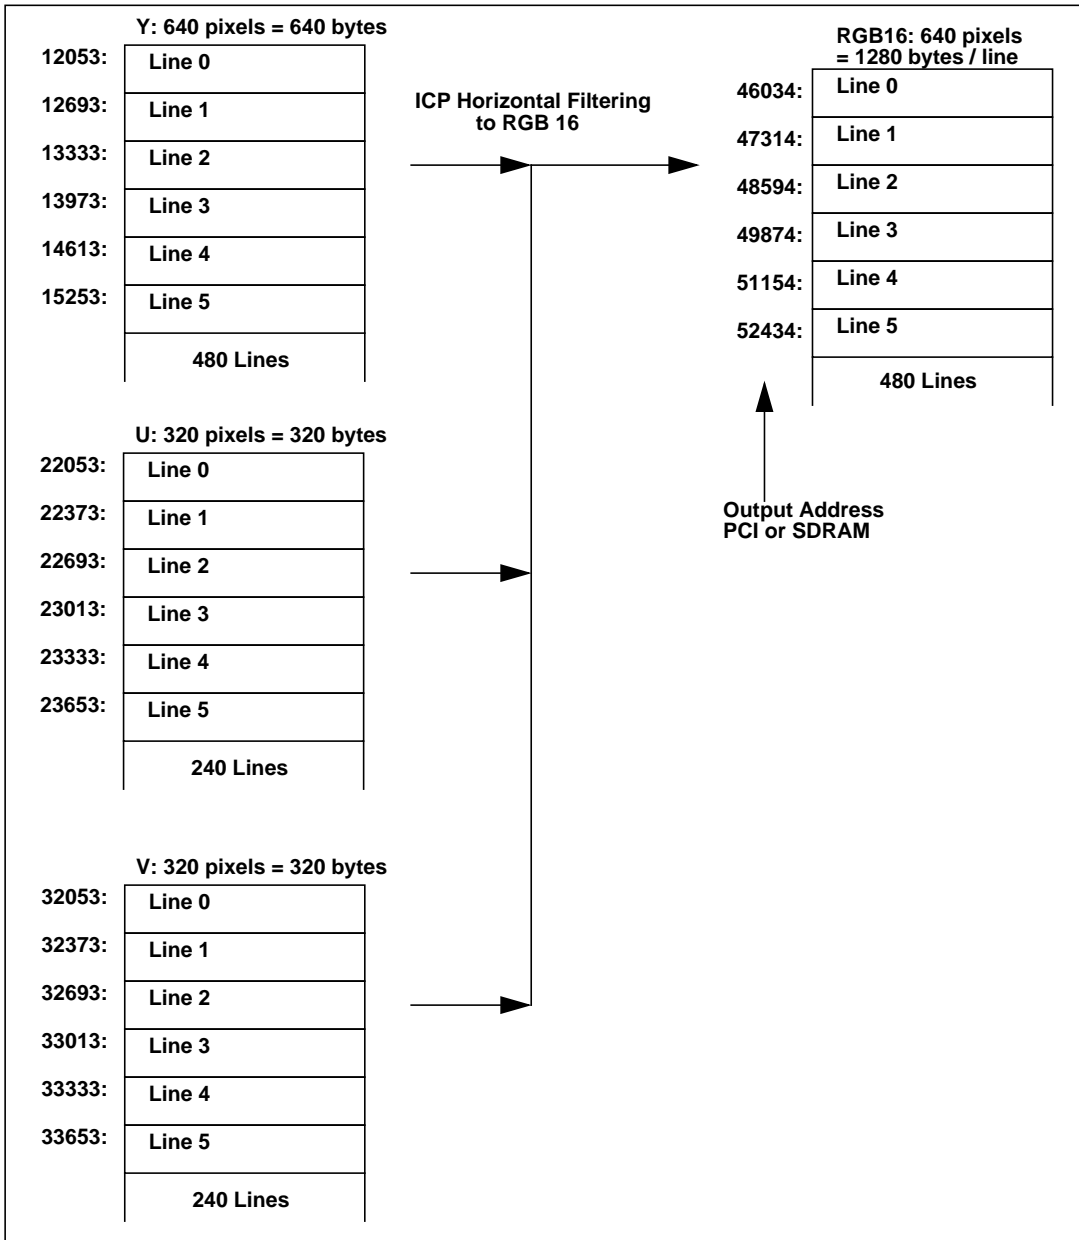 Y: 640 pixels = 640 bytes
12053: Line 0
12693: Line 1
13333: Line 2
13973: Line 3
14613: Line 4
15253: Line 5
480 Lines
ICP Horizontal Filtering
to RGB 16
RGB16: 640 pixels
= 1280 bytes / line
46034: Line 0
47314: Line 1
48594: Line 2
49874: Line 3
51154: Line 4
52434: Line 5
480 Lines
Output Address
PCI or SDRAM
U: 320 pixels = 320 bytes
22053: Line 0
22373: Line 1
22693: Line 2
23013: Line 3
23333: Line 4
23653: Line 5
240 Lines
V: 320 pixels = 320 bytes
32053: Line 0
32373: Line 1
32693: Line 2
33013: Line 3
33333: Line 4
33653: Line 5
240 Lines